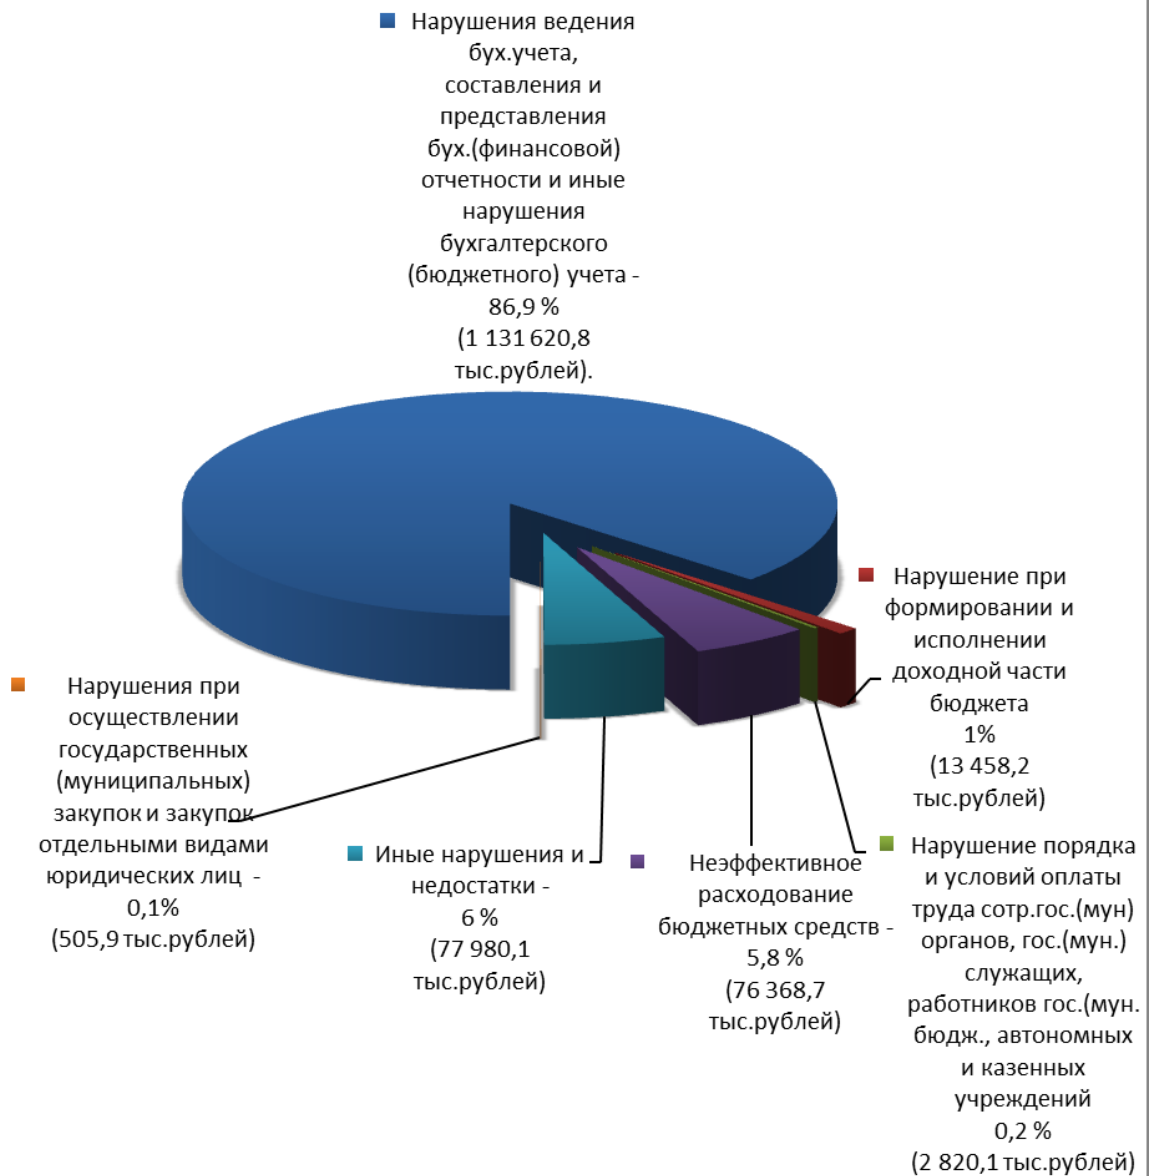 Нарушения ведения
бух.учета,
составления и
представления
бух.(финансовой)
отчетности и иные
нарушения
бухгалтерского
(бюджетного) учета -
86,9 %
(1 131 620,8
тыс.рублей).
Нарушение при
формировании и
исполнении
доходной части
бюджета
1%
(13 458,2
тыс.рублей)
Нарушения при
осуществлении
государственных
(муниципальных)
закупок и закупок
отдельными видами
юридических лиц -
0,1%
(505,9 тыс.рублей)
Иные нарушения и
недостатки -
6 %
(77 980,1
тыс.рублей)
Неэффективное
расходование
бюджетных средств -
5,8 %
(76 368,7
тыс.рублей)
Нарушение порядка
и условий оплаты
труда сотр.гос.(мун)
органов, гос.(мун.)
служащих,
работников гос.(мун.
бюдж., автономных
и казенных
учреждений
0,2 %
(2 820,1 тыс.рублей)